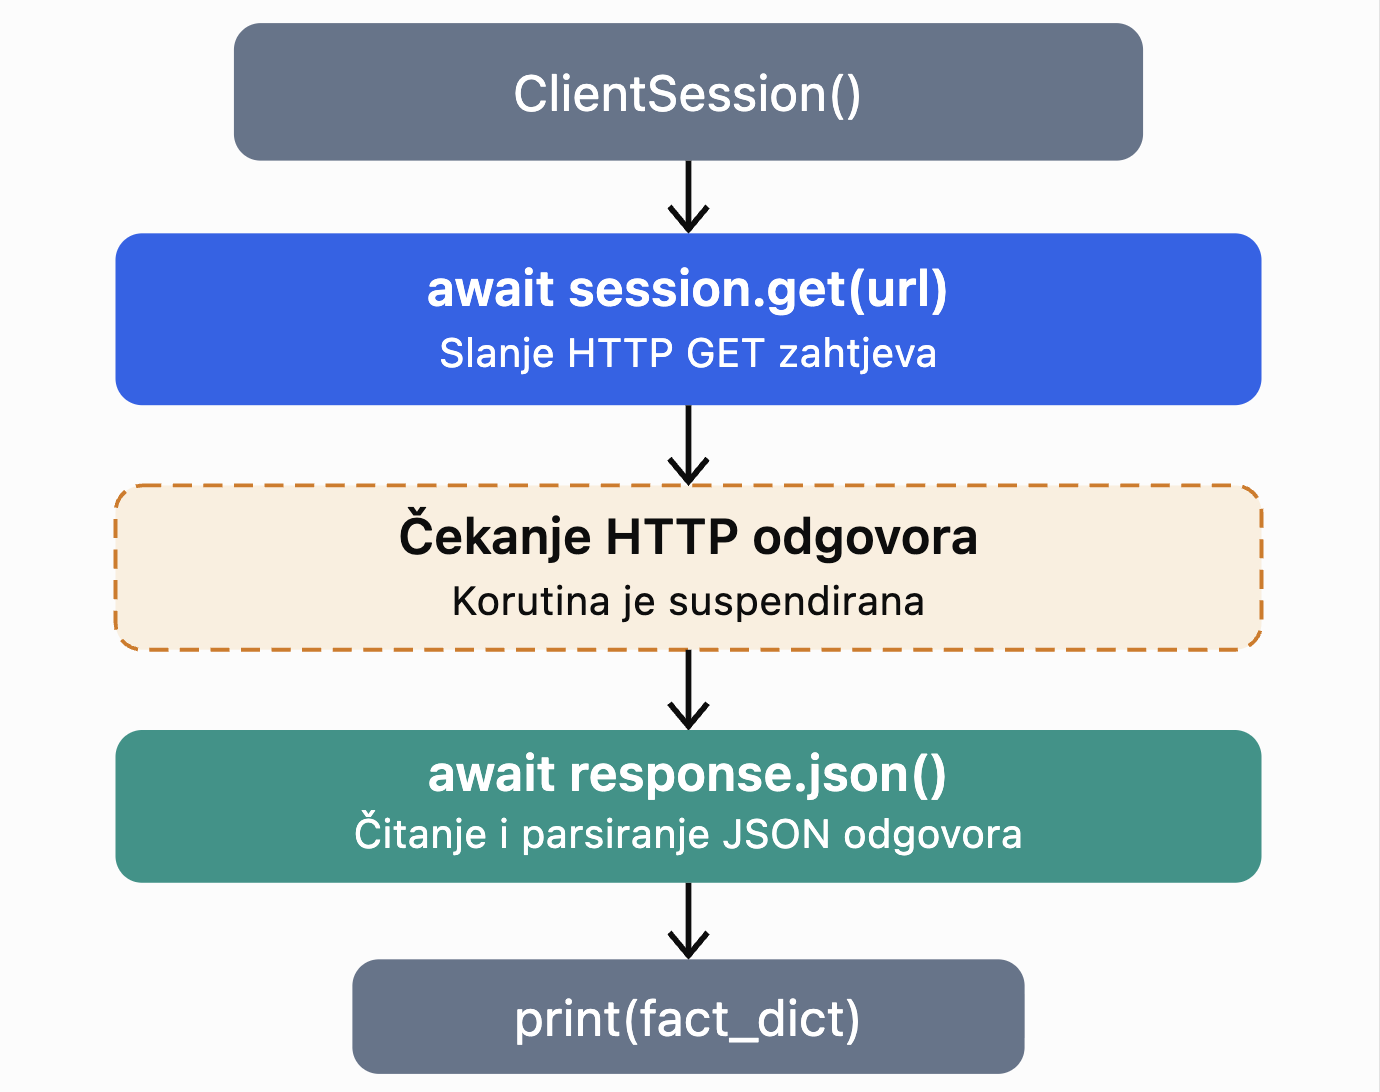 ClientSession()
await session.get(url)
Slanje HTTP GET zahtjeva
Čekanje HTTP odgovora
Korutina je suspendirana
await response.json()
Čitanje i parsiranje JSON odgovora
print(fact_dict)